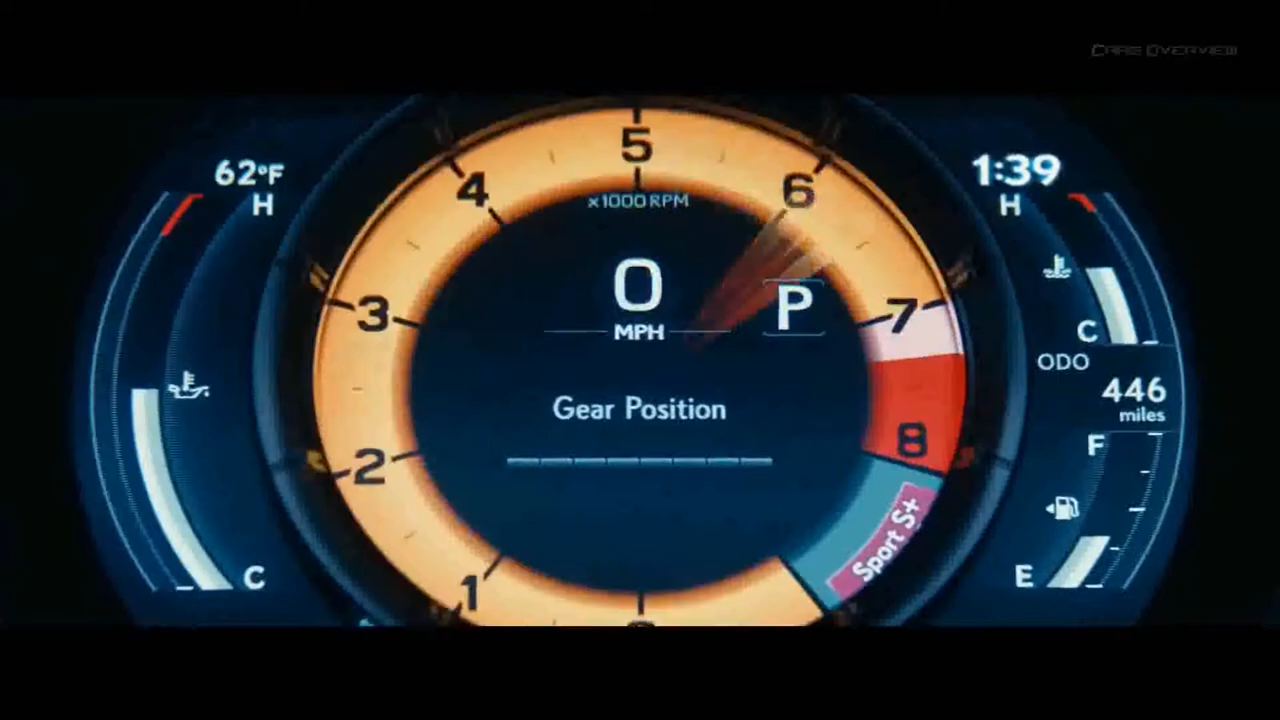 Cars Overview
62°F
1:39
H
H
5
4
6
x1000 RPM
0
P
MPH
3
7
C
ODO
446
miles
Gear Position
F
2
8
Sport S+
C
E
1